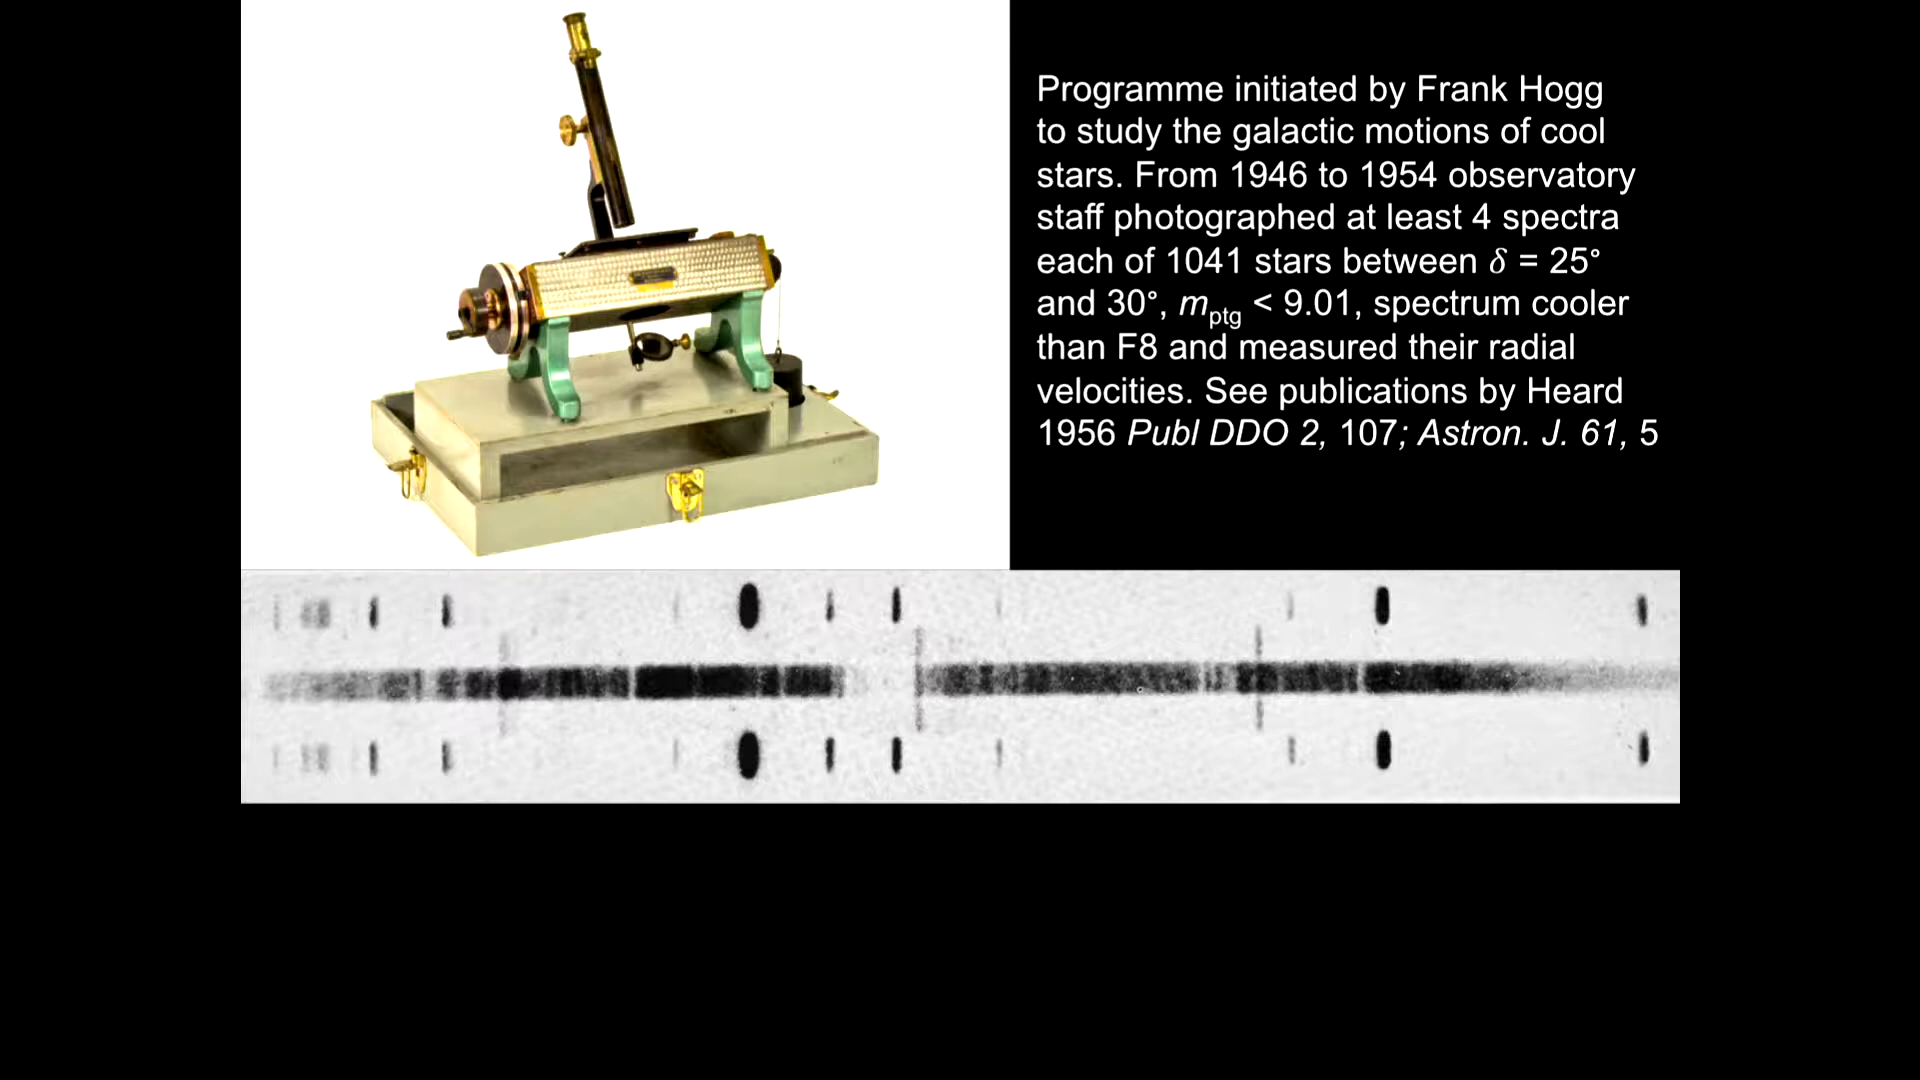 Programme initiated by Frank Hogg
to study the galactic motions of cool
stars. From 1946 to 1954 observatory
staff photographed at least 4 spectra
each of 1041 stars between δ = 25°
and 30°, mptg < 9.01, spectrum cooler
than F8 and measured their radial
velocities. See publications by Heard
1956 Publ DDO 2, 107; Astron. J. 61, 5